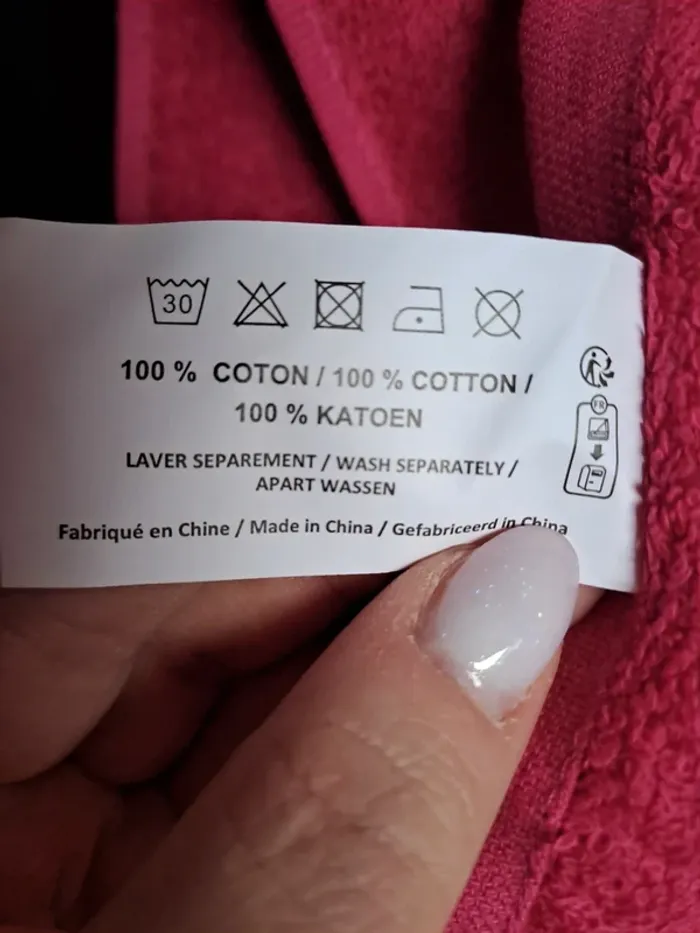 30
100 % COTON / 100 % COTTON /
100 % KATOEN
LAVER SEPAREMENT / WASH SEPARATELY /
APART WASSEN
Fabriqué en Chine / Made in China / Gefabriceerd in China
FR